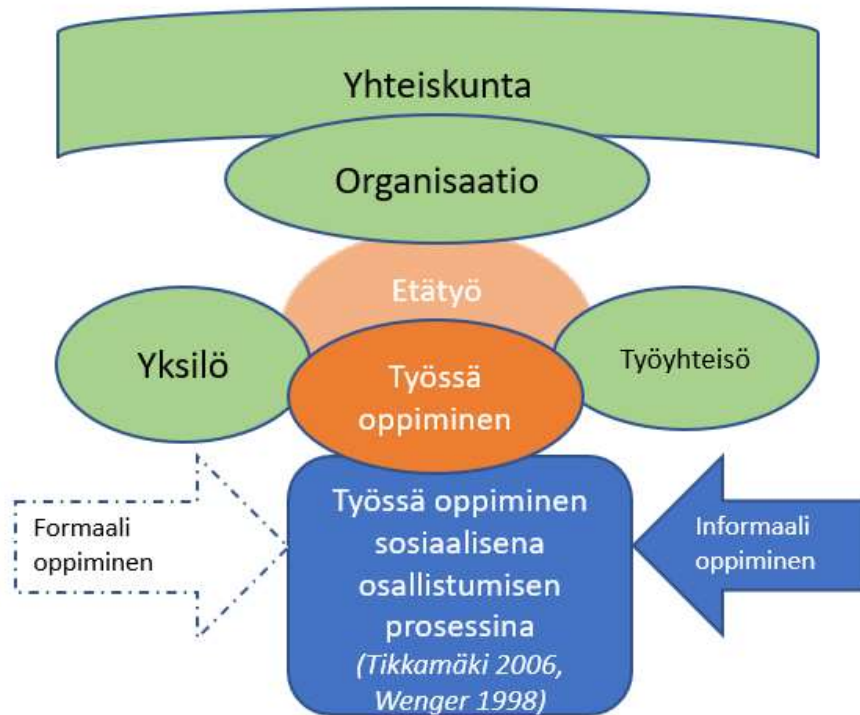 Yhteiskunta
Organisaatio
Etätyö
Yksilö
Työssä
oppiminen
Työyhteisö
Formaali
oppiminen
Työssä oppiminen
sosiaalisena
osallistumisen
prosessina
(Tikkamäki 2006,
Wenger 1998)
Informaali
oppiminen